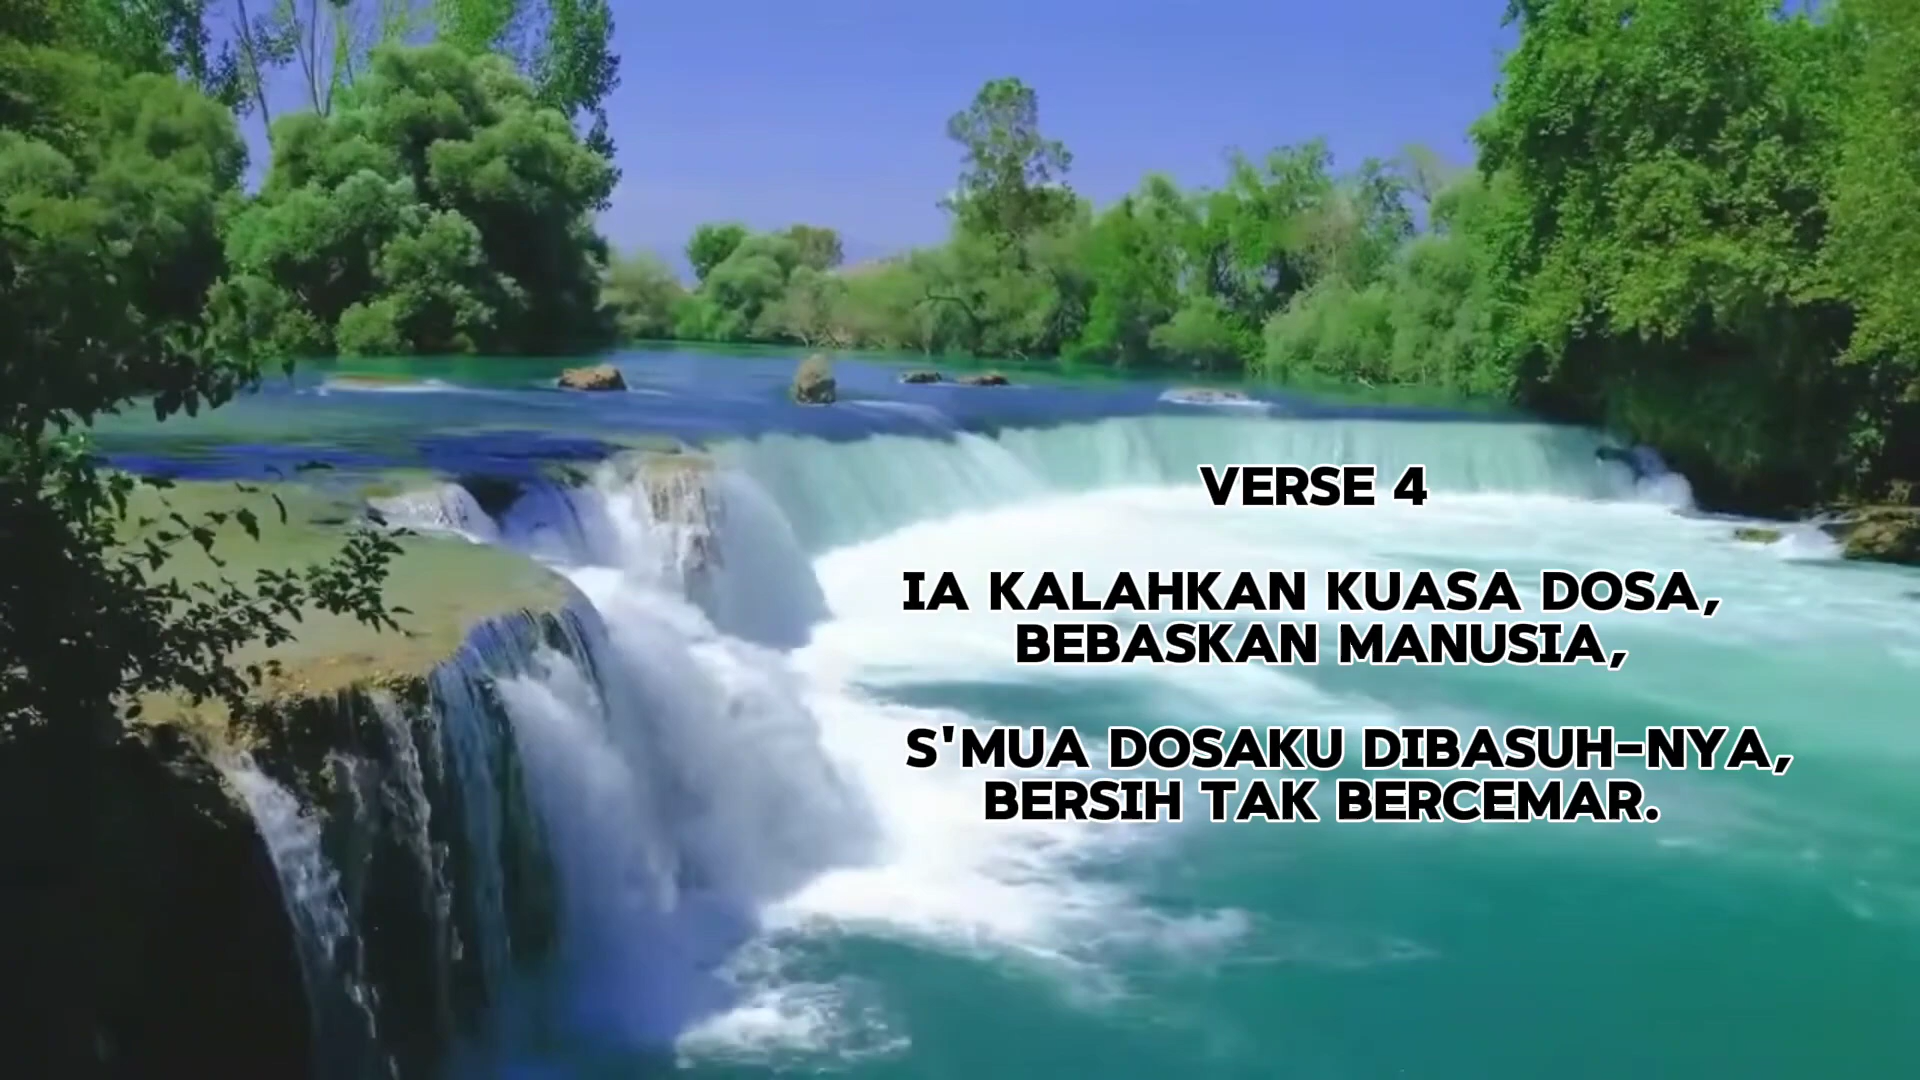 VERSE 4
IA KALAHKAN KUASA DOSA,
BEBASKAN MANUSIA,
S'MUA DOSAKU DIBASUH-NYA,
BERSIH TAK BERCEMAR.